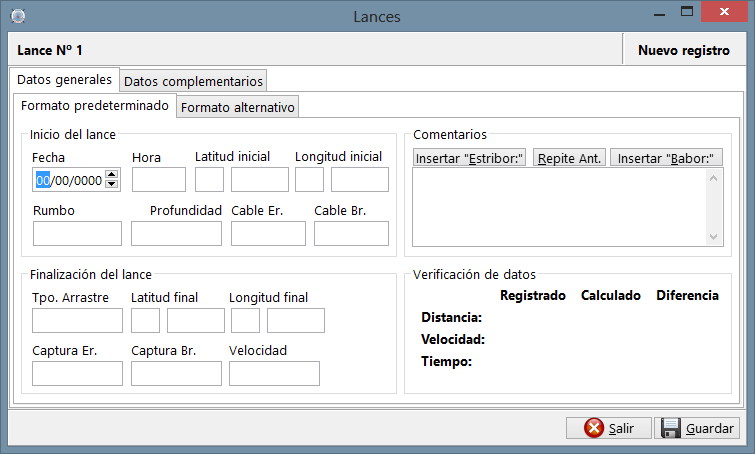 Lances
Lance Nº 1
Nuevo registro
Datos generales Datos complementarios
Formato predeterminado Formato alternativo
Inicio del lance
Fecha Hora Latitud inicial Longitud inicial
00/00/0000
Rumbo Profundidad Cable Er. Cable Br.
Comentarios
Insertar "Estribor:" Repite Ant. Insertar "Babor:"
Finalización del lance
Tpo. Arrastre Latitud final Longitud final
Captura Er. Captura Br. Velocidad
Verificación de datos
Registrado Calculado Diferencia
Distancia:
Velocidad:
Tiempo:
Salir Guardar